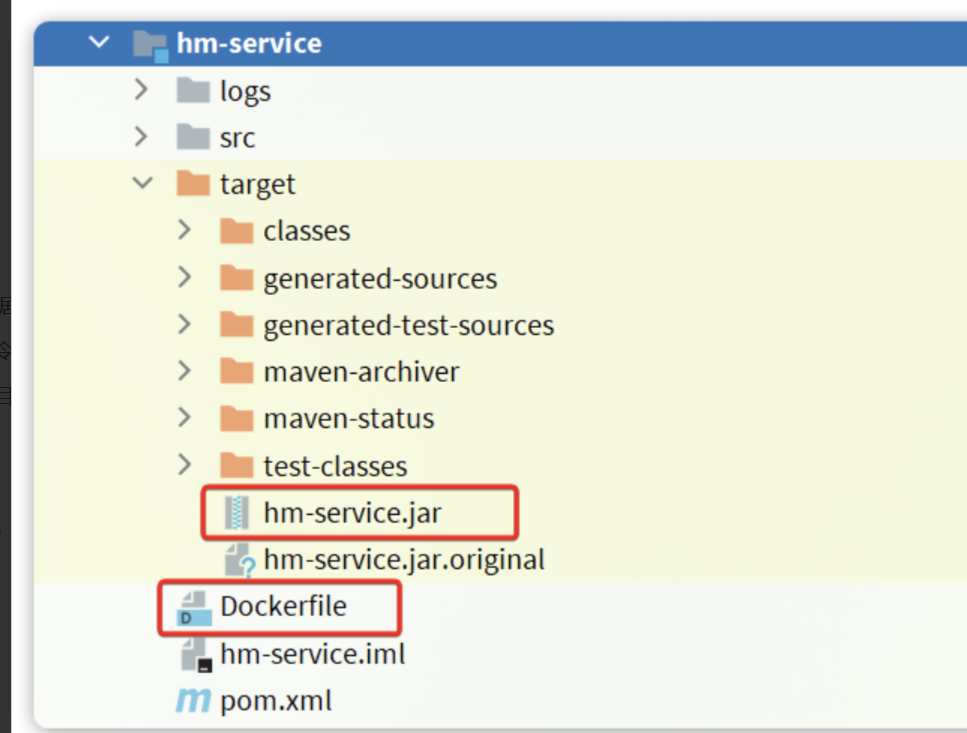 hm-service
logs
src
target
classes
generated-sources
generated-test-sources
maven-archiver
maven-status
test-classes
hm-service.jar
hm-service.jar.original
Dockerfile
hm-service.iml
pom.xml